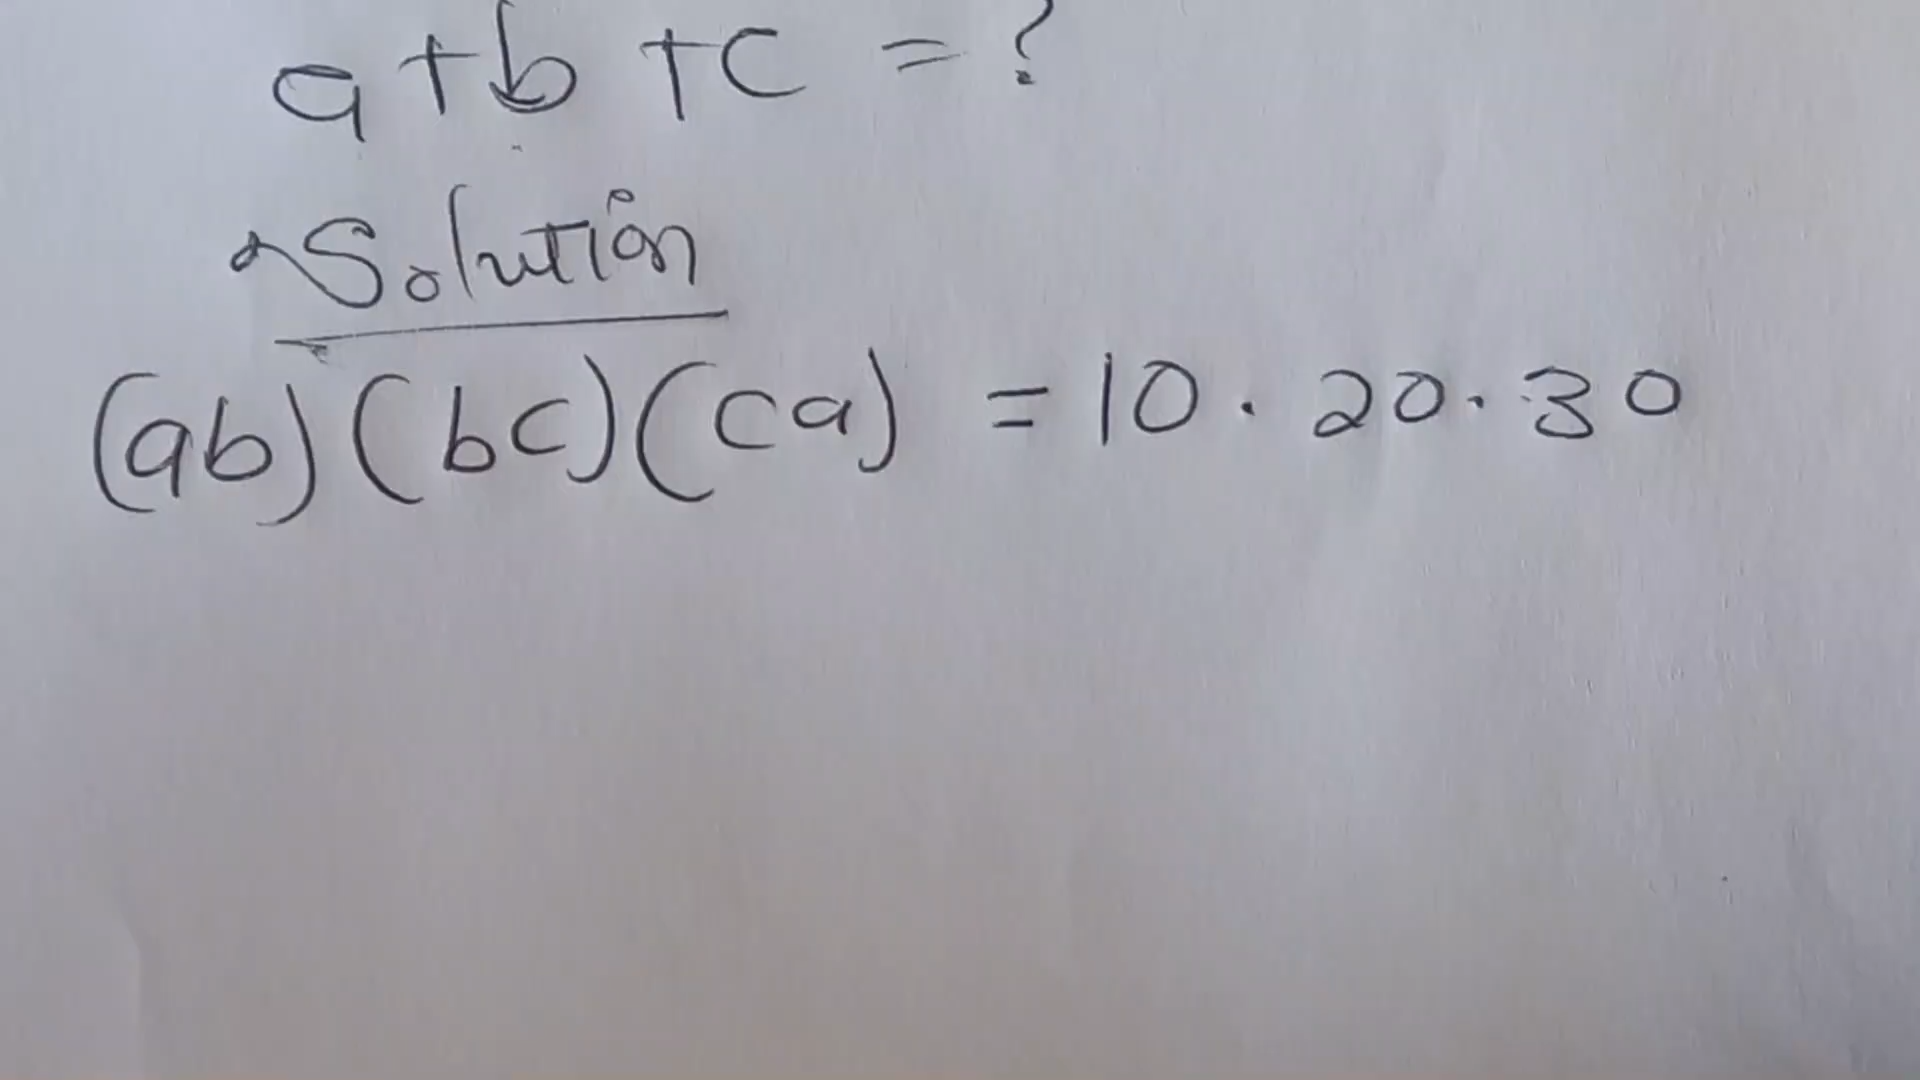 a+b+c = ?
Solution
(ab)(bc)(ca) = 10 . 20 . 30